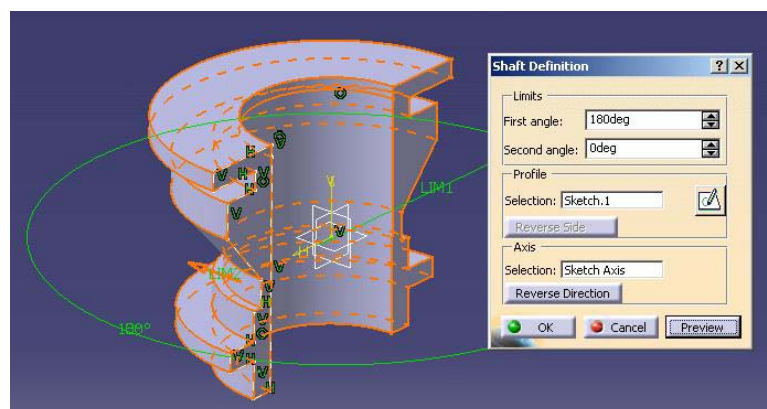 Shaft Definition
Limits
First angle: 180deg
Second angle: 0deg
Profile
Selection: Sketch.1
Reverse Side
Axis
Selection: Sketch Axis
Reverse Direction
OK Cancel Preview
V
H
LIM1
LIM2
180°
H
V H V
H
V
V
V
V
H
V
H
V H
V
H